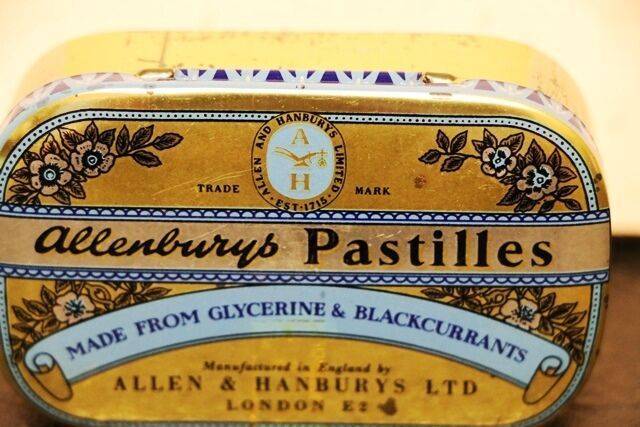 ALLEN AND HANBURYS LIMITED
A
H
·EST·1715·
TRADE MARK
Allenburys Pastilles
MADE FROM GLYCERINE & BLACKCURRANTS
Manufactured in England by
ALLEN & HANBURYS LTD
LONDON E2